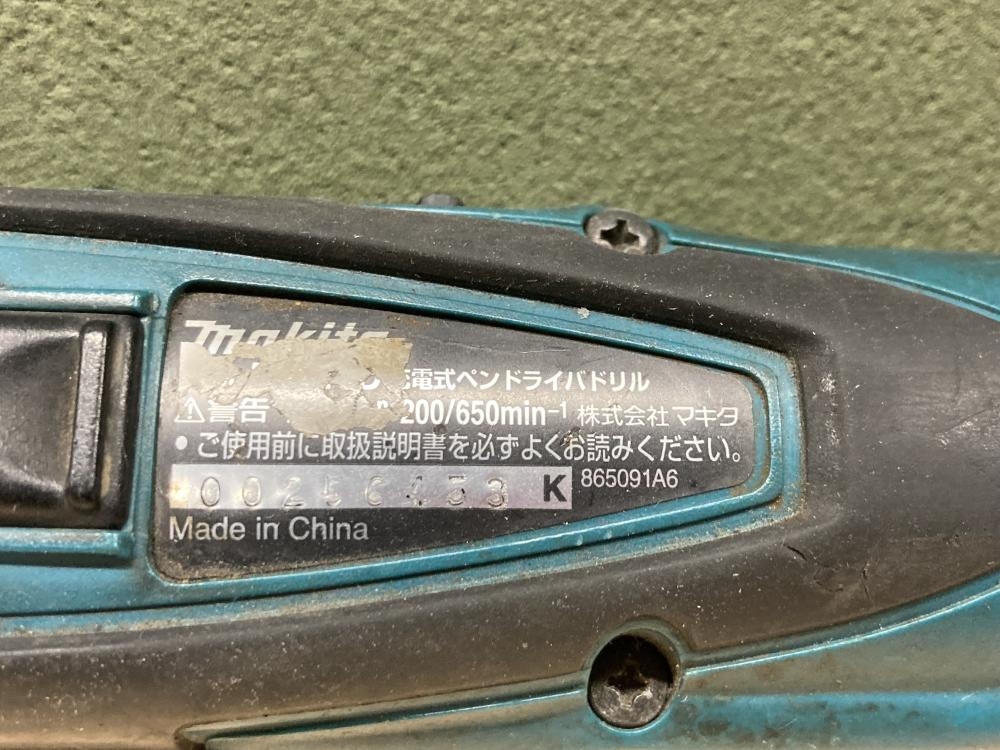 makita
電式ペンドライバドリル
⚠警告 200/650min-1 株式会社マキタ
• ご使用前に取扱説明書を必ずよくお読みください。
K 865091A6
Made in China